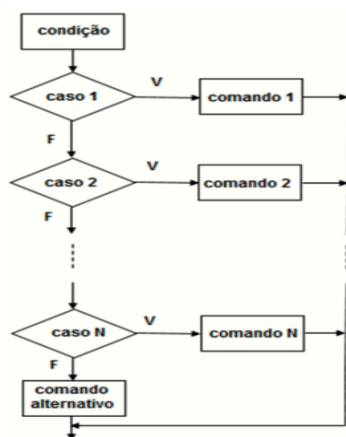 condição
caso 1
V
comando 1
F
caso 2
V
comando 2
F
caso N
V
comando N
F
comando
alternativo